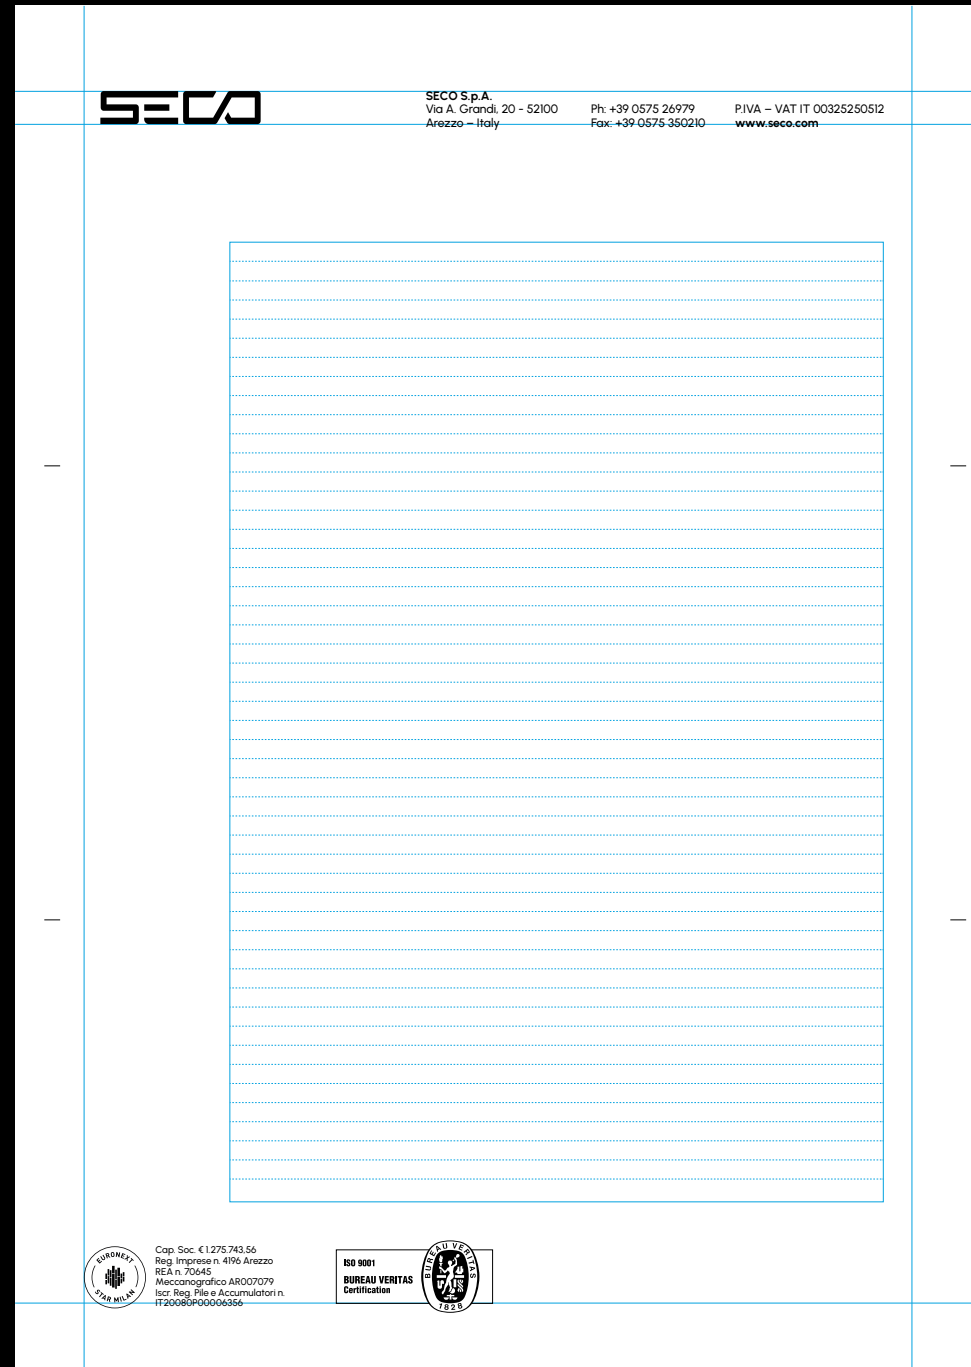 SECO
SECO S.p.A.
Via A. Grandi, 20 - 52100
Arezzo – Italy
Ph: +39 0575 26979
Fax: +39 0575 350210
P.IVA – VAT IT 00325250512
www.seco.com
EURONEXT
STAR MILAN
Cap. Soc. € 1.275.743,56
Reg. Imprese n. 4196 Arezzo
REA n. 70645
Meccanografico AR007079
Iscr. Reg. Pile e Accumulatori n.
IT20080P00006356
ISO 9001
BUREAU VERITAS
Certification
BUREAU VERITAS
1828